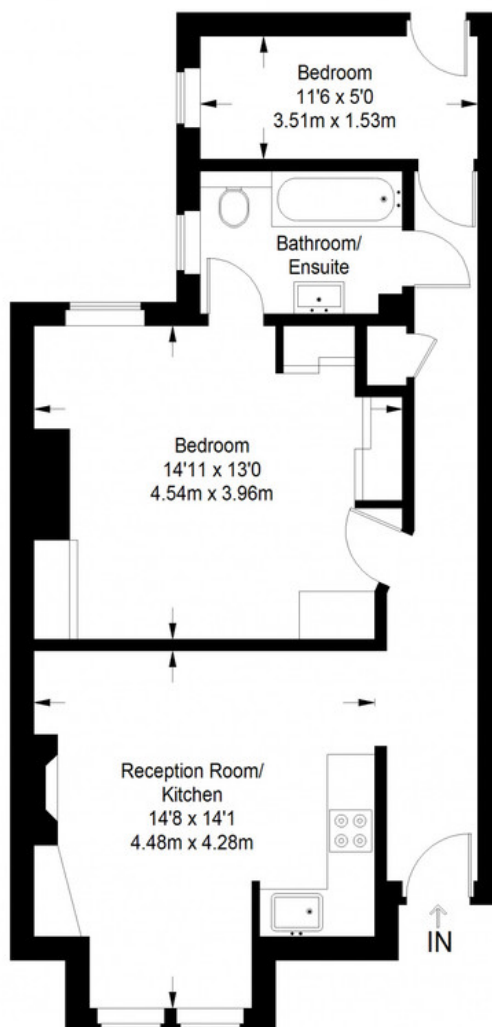 Bedroom
11'6 x 5'0
3.51m x 1.53m
Bathroom/
Ensuite
Bedroom
14'11 x 13'0
4.54m x 3.96m
Reception Room/
Kitchen
14'8 x 14'1
4.48m x 4.28m
IN